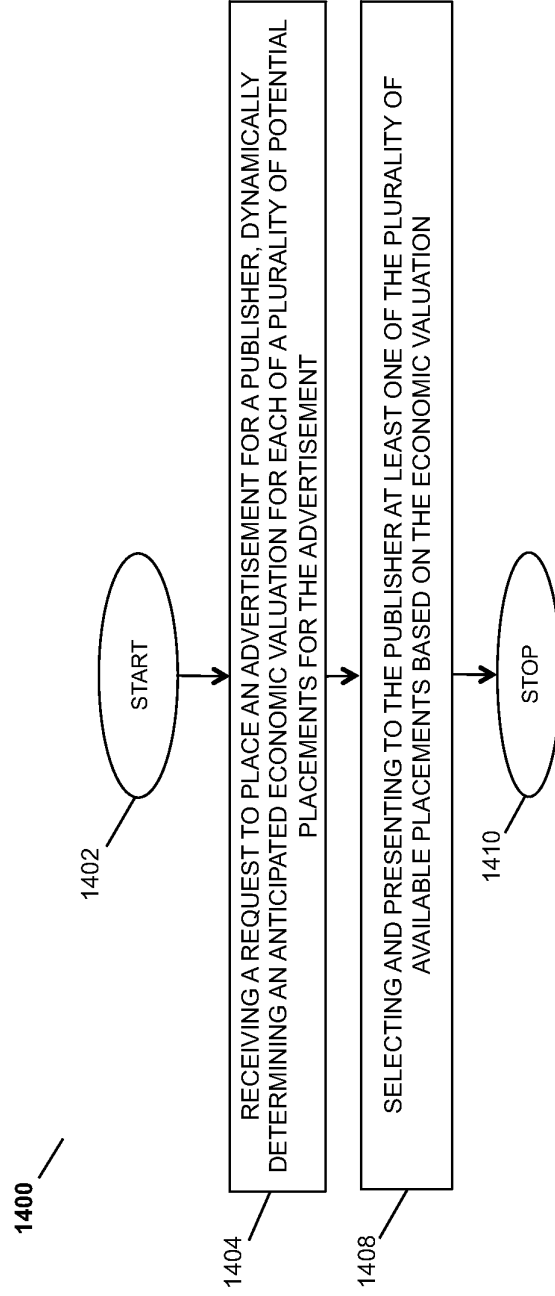 1400
1402
START
1404
RECEIVING A REQUEST TO PLACE AN ADVERTISEMENT FOR A PUBLISHER, DYNAMICALLY
DETERMINING AN ANTICIPATED ECONOMIC VALUATION FOR EACH OF A PLURALITY OF POTENTIAL
PLACEMENTS FOR THE ADVERTISEMENT
1408
SELECTING AND PRESENTING TO THE PUBLISHER AT LEAST ONE OF THE PLURALITY OF
AVAILABLE PLACEMENTS BASED ON THE ECONOMIC VALUATION
1410
STOP